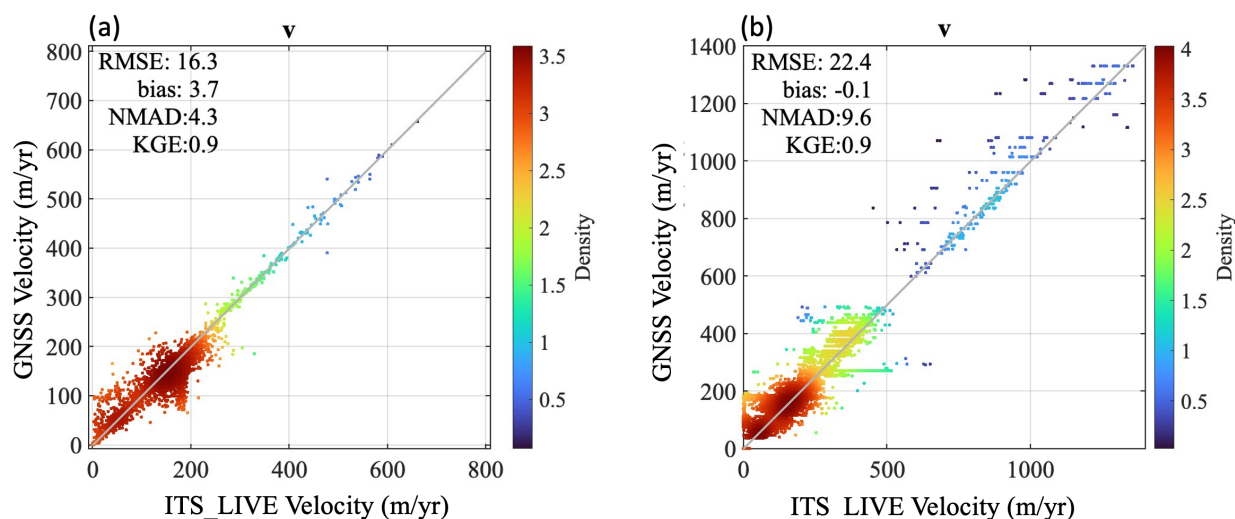 (a)
v
RMSE: 16.3
bias: 3.7
NMAD:4.3
KGE:0.9
800
700
600
500
400
300
200
100
0
0 200 400 600 800
GNSS Velocity (m/yr)
ITS_LIVE Velocity (m/yr)
3.5
3
2.5
2
1.5
1
0.5
Density
(b)
v
RMSE: 22.4
bias: -0.1
NMAD:9.6
KGE:0.9
1400
1200
1000
800
600
400
200
0
0 500 1000
GNSS Velocity (m/yr)
ITS LIVE Velocity (m/yr)
4
3.5
3
2.5
2
1.5
1
0.5
Density